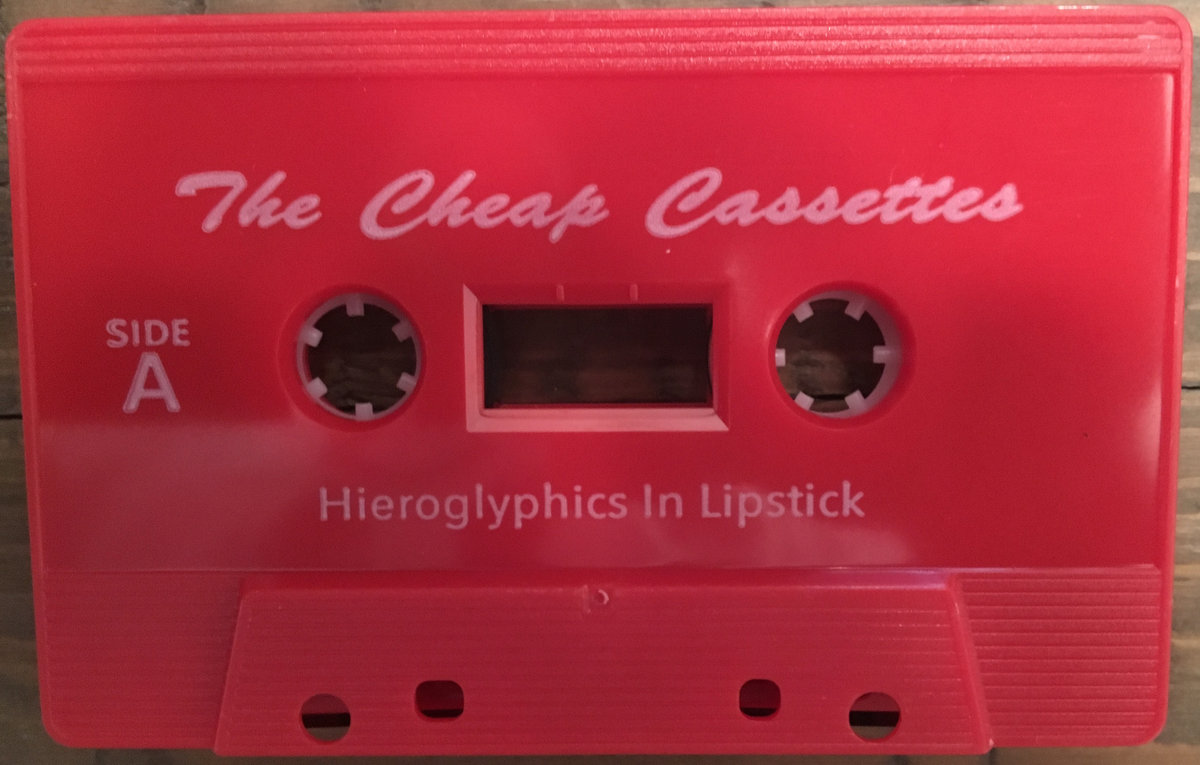 The Cheap Cassettes
SIDE
A
Hieroglyphics In Lipstick